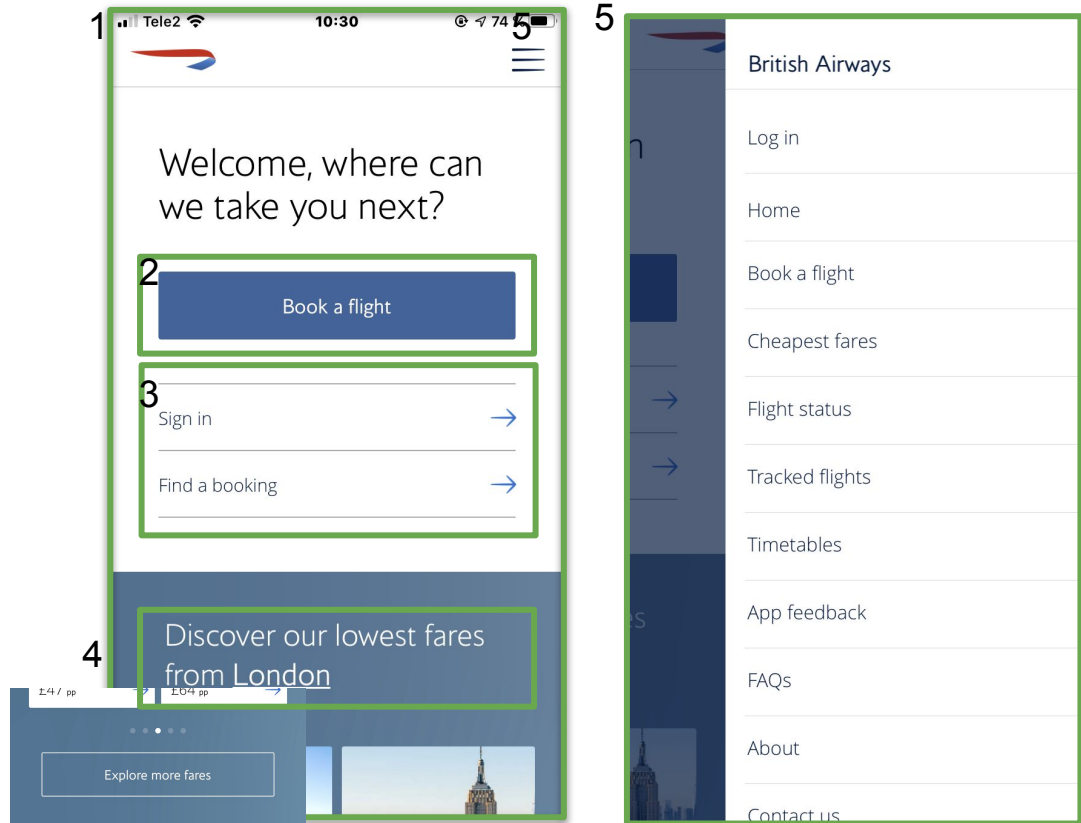 1
Tele2
10:30
74 %
5
Welcome, where can
we take you next?
2
Book a flight
3
Sign in
Find a booking
4
Discover our lowest fares
from London
£47 pp
£64 pp
Explore more fares
5
British Airways
Log in
Home
Book a flight
Cheapest fares
Flight status
Tracked flights
Timetables
App feedback
FAQs
About
Contact us